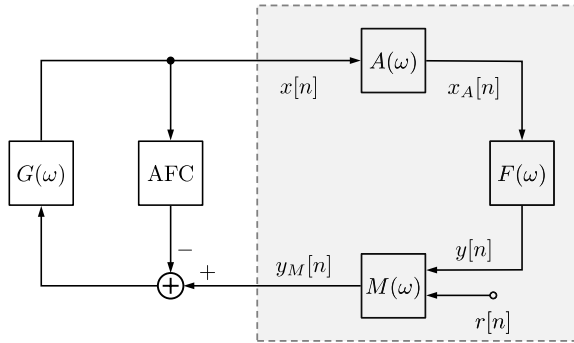 A(ω)
x[n]
x_A[n]
G(ω)
AFC
F(ω)
−
+
y_M[n]
y[n]
M(ω)
r[n]